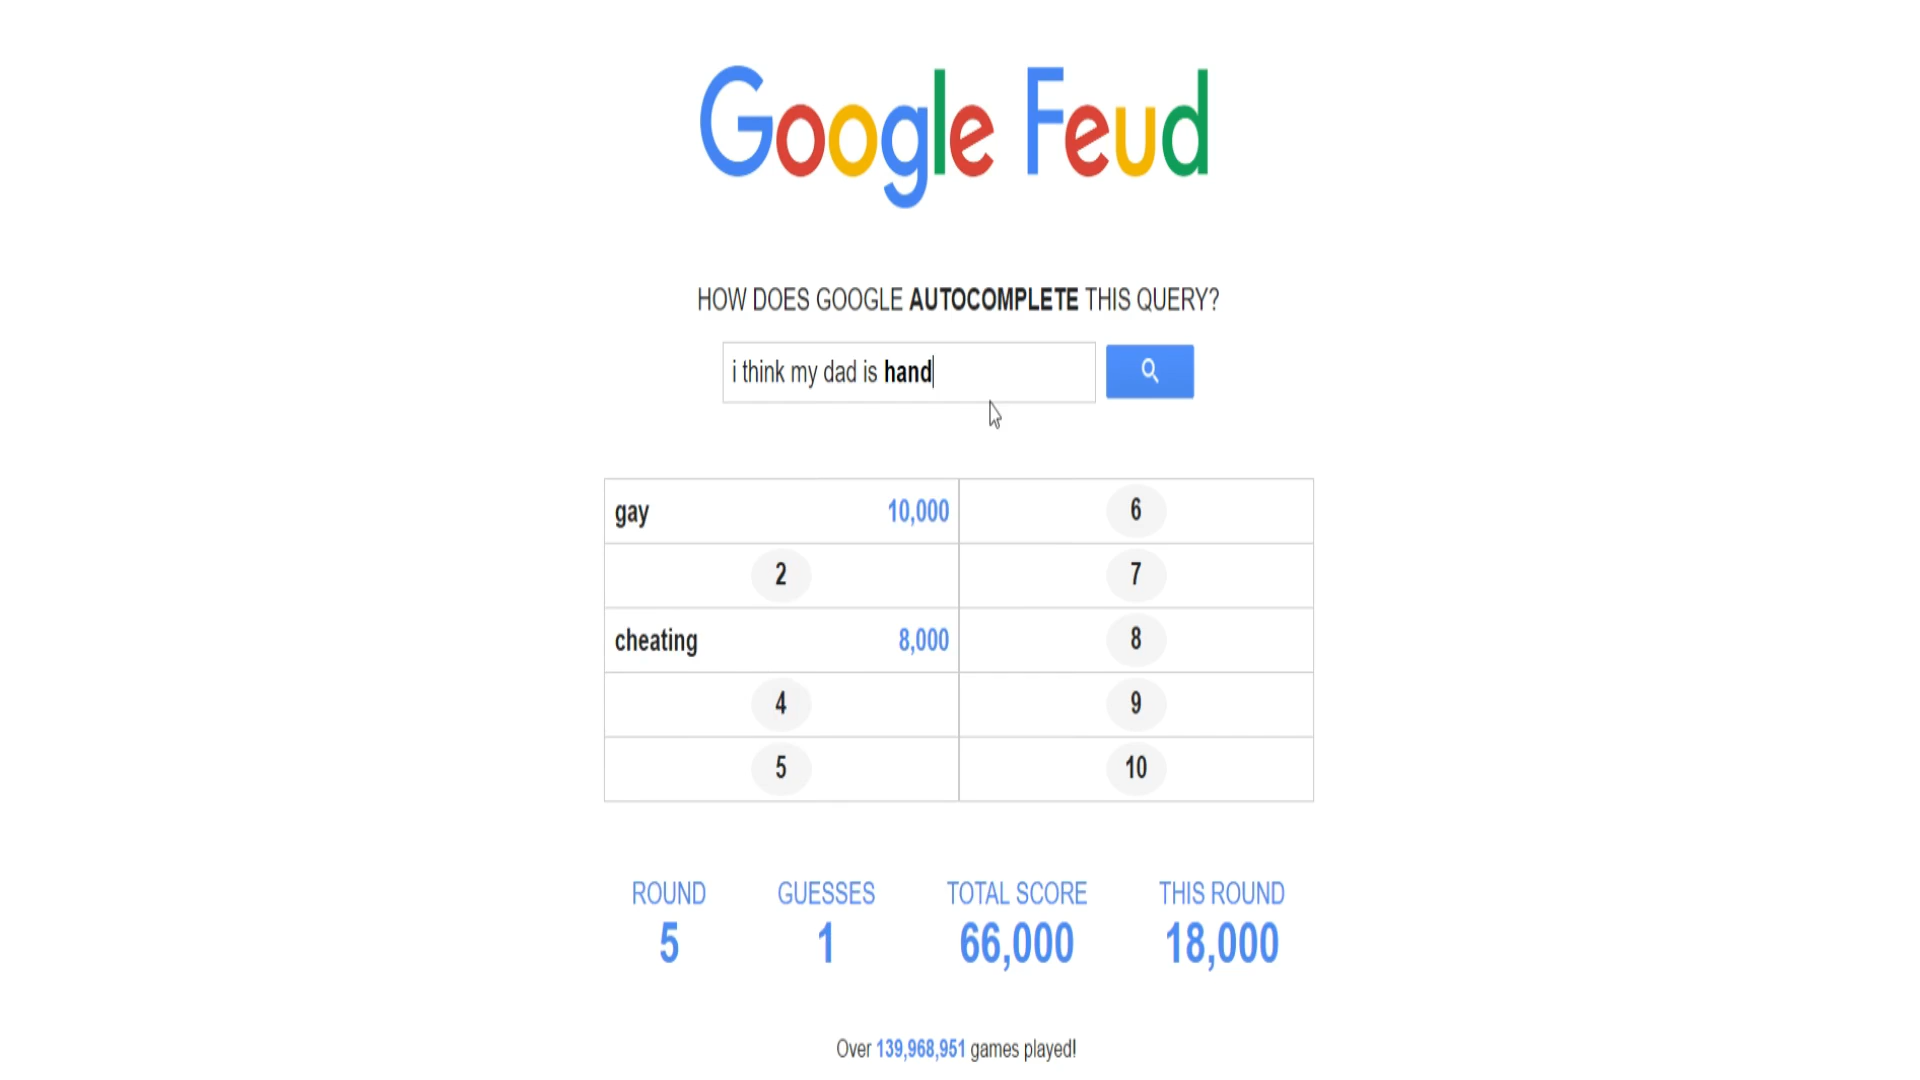 Google Feud
HOW DOES GOOGLE AUTOCOMPLETE THIS QUERY?
i think my dad is hand
gay 10,000
2
cheating 8,000
4
5
6
7
8
9
10
ROUND
5
GUESSES
1
TOTAL SCORE
66,000
THIS ROUND
18,000
Over 139,968,951 games played!